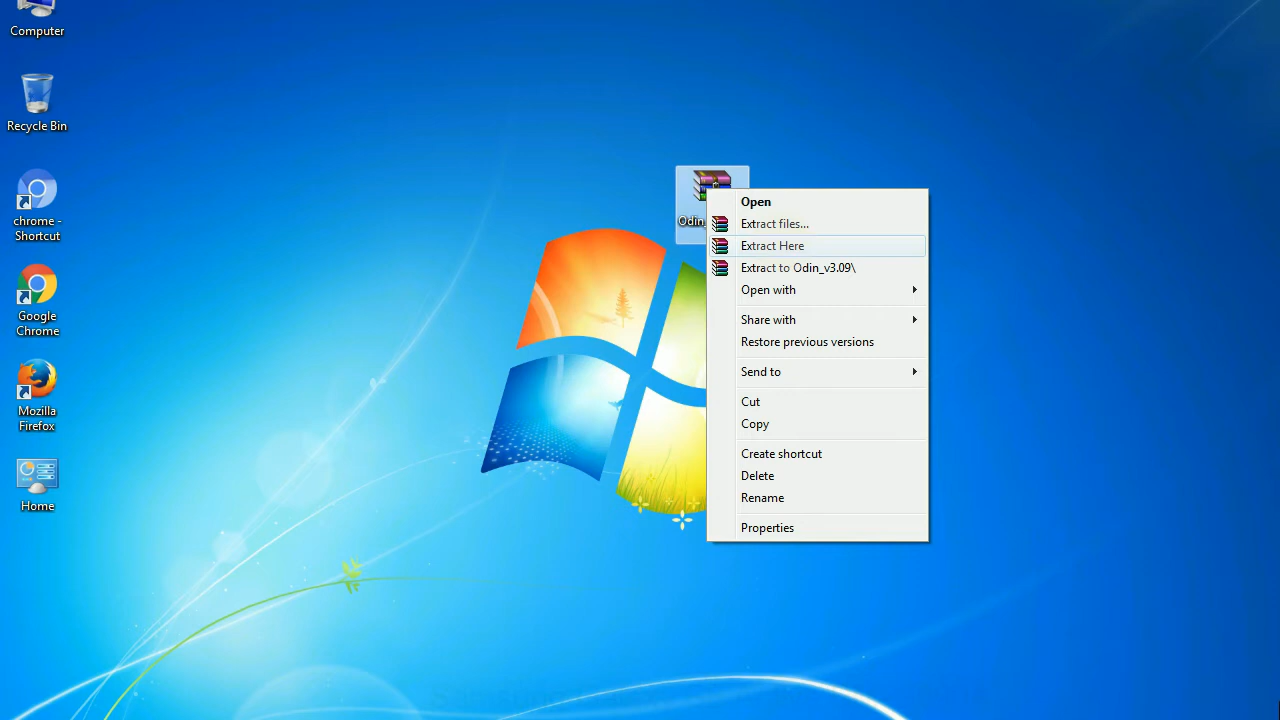 Computer
Recycle Bin
chrome -
Shortcut
Google
Chrome
Mozilla
Firefox
Home
Open
Extract files...
Extract Here
Extract to Odin_v3.09\
Open with
Share with
Restore previous versions
Send to
Cut
Copy
Create shortcut
Delete
Rename
Properties